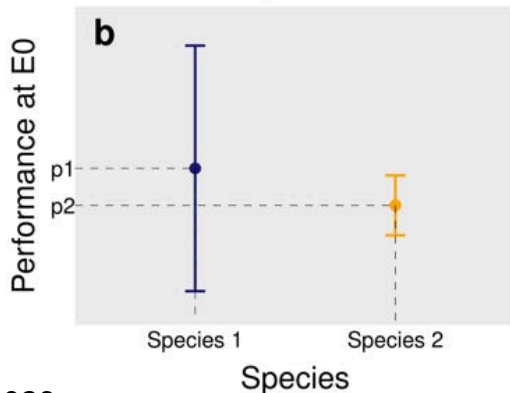 b
Performance at E0
p1
p2
Species 1 Species 2
Species